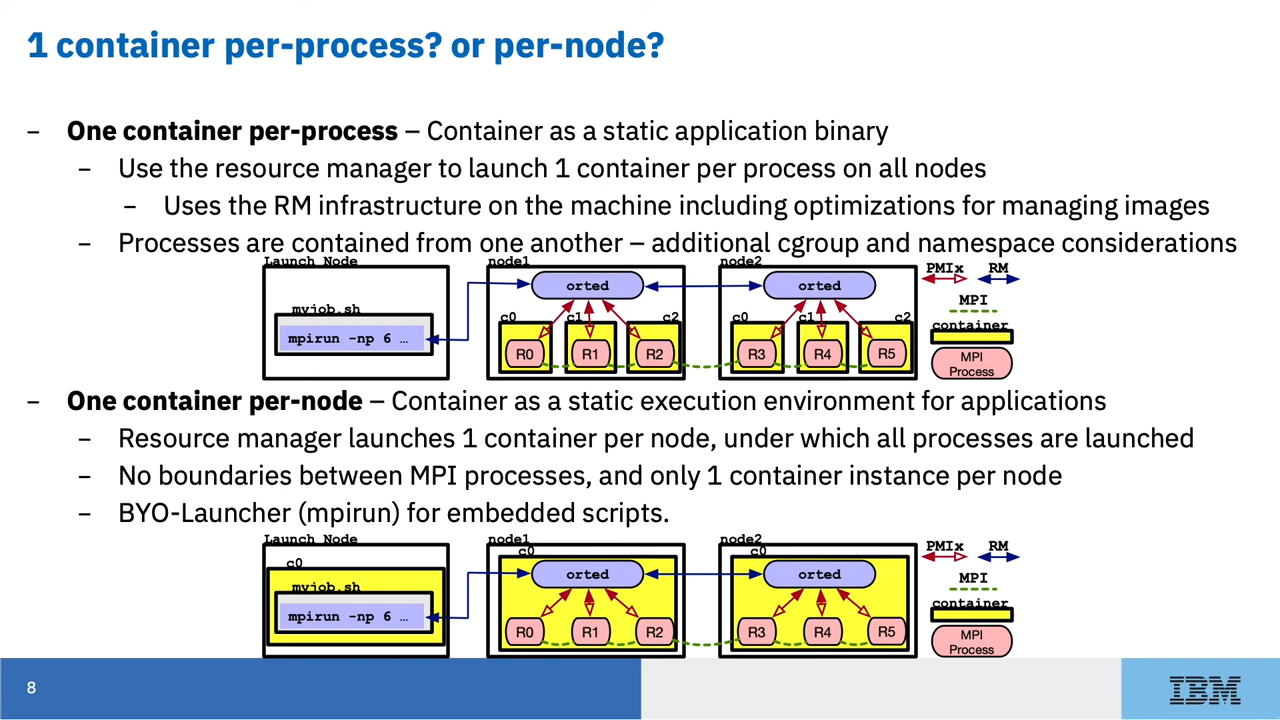 1 container per-process? or per-node?
– One container per-process – Container as a static application binary
– Use the resource manager to launch 1 container per process on all nodes
– Uses the RM infrastructure on the machine including optimizations for managing images
– Processes are contained from one another – additional cgroup and namespace considerations
Launch Node
myjob.sh
mpirun -np 6 …
node1
orted
c0
c1
c2
R0
R1
R2
node2
orted
c0
c1
c2
R3
R4
R5
PMIx
RM
MPI
container
MPI
Process
– One container per-node – Container as a static execution environment for applications
– Resource manager launches 1 container per node, under which all processes are launched
– No boundaries between MPI processes, and only 1 container instance per node
– BYO-Launcher (mpirun) for embedded scripts.
Launch Node
c0
myjob.sh
mpirun -np 6 …
node1
c0
orted
R0
R1
R2
node2
c0
orted
R3
R4
R5
PMIx
RM
MPI
container
MPI
Process
8
IBM